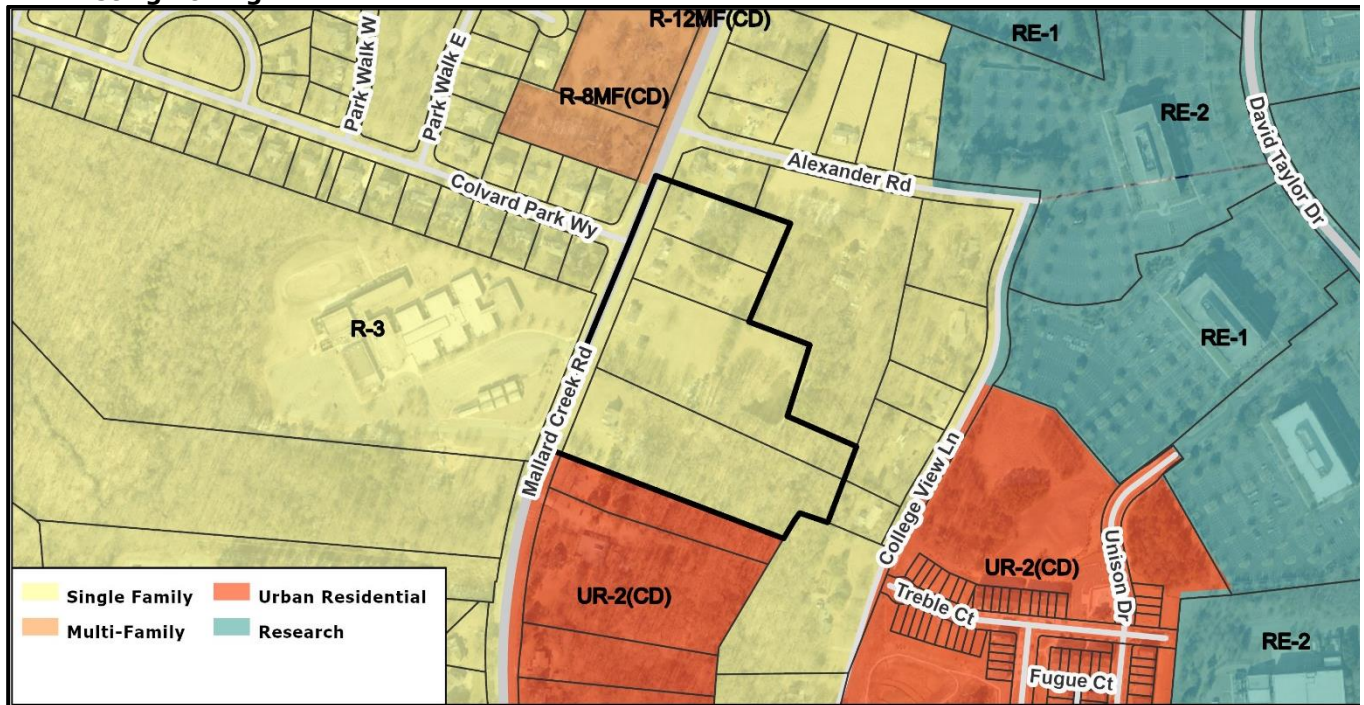 R-12MF(CD)
RE-1
Park Walk W
Park Walk E
R-8MF(CD)
RE-2
David Taylor Dr
Alexander Rd
Colvard Park Wy
R-3
RE-1
Mallard Creek Rd
College View Ln
Unison Dr
UR-2(CD)
UR-2(CD)
Treble Ct
RE-2
Fugue Ct
Single Family
Urban Residential
Multi-Family
Research